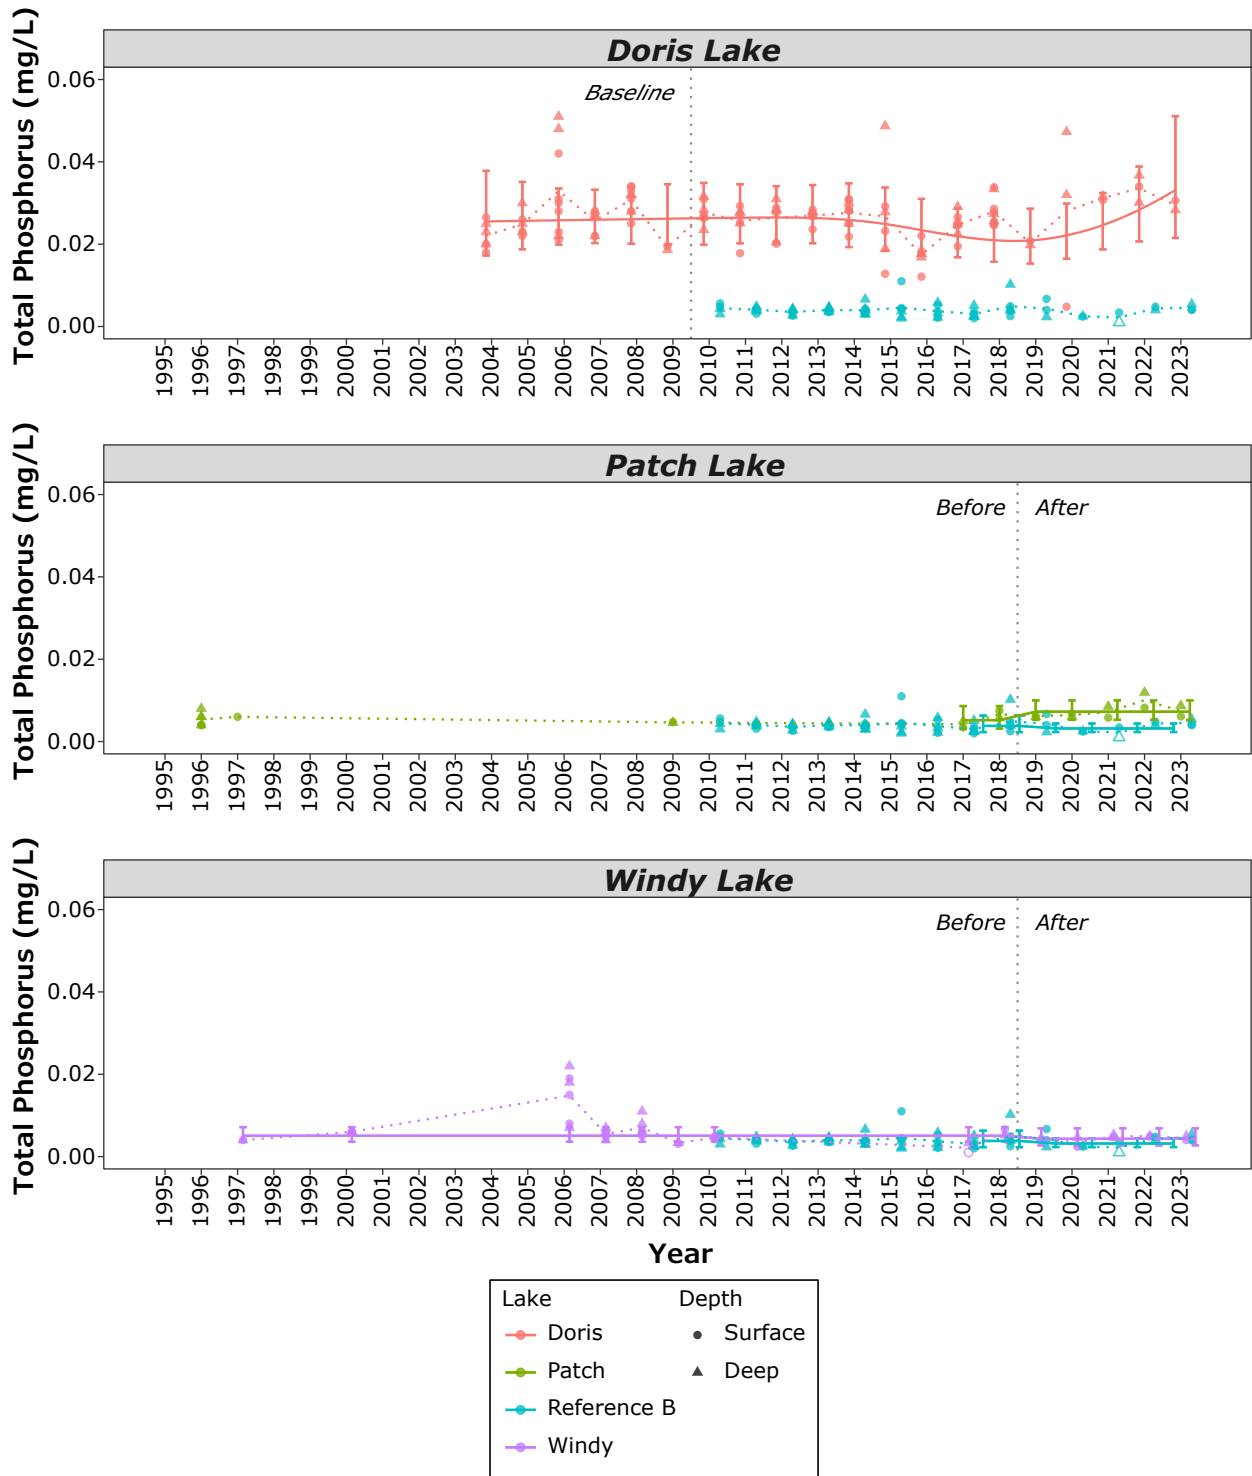 Doris Lake
Total Phosphorus (mg/L)
0.06
0.04
0.02
0.00
Baseline
1995 1996 1997 1998 1999 2000 2001 2002 2003 2004 2005 2006 2007 2008 2009 2010 2011 2012 2013 2014 2015 2016 2017 2018 2019 2020 2021 2022 2023
Patch Lake
Total Phosphorus (mg/L)
0.06
0.04
0.02
0.00
Before After
1995 1996 1997 1998 1999 2000 2001 2002 2003 2004 2005 2006 2007 2008 2009 2010 2011 2012 2013 2014 2015 2016 2017 2018 2019 2020 2021 2022 2023
Windy Lake
Total Phosphorus (mg/L)
0.06
0.04
0.02
0.00
Before After
1995 1996 1997 1998 1999 2000 2001 2002 2003 2004 2005 2006 2007 2008 2009 2010 2011 2012 2013 2014 2015 2016 2017 2018 2019 2020 2021 2022 2023
Year
Lake
Doris
Patch
Reference B
Windy
Depth
Surface
Deep